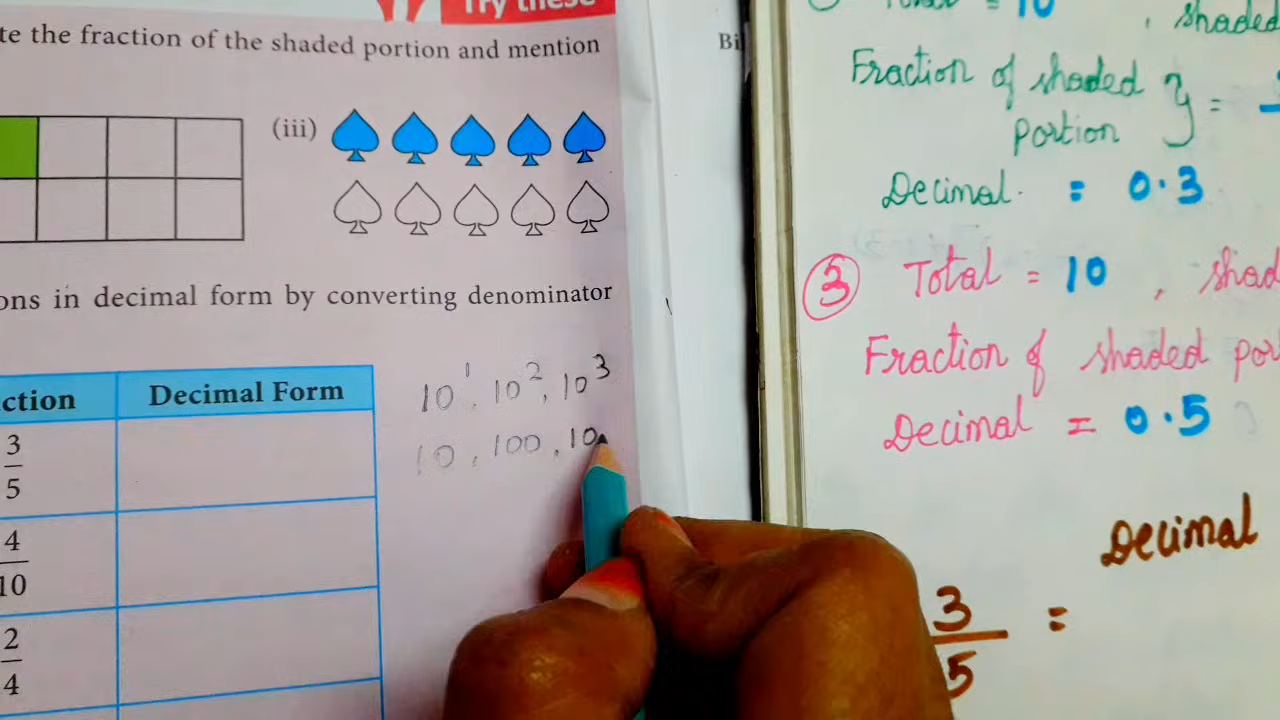 Try these
te the fraction of the shaded portion and mention
(iii)
ons in decimal form by converting denominator
ction Decimal Form
3
5
4
10
2
4
10¹, 10², 10³
10, 100, 10
= 10, shaded
Fraction of shaded } =
portion
Decimal. = 0.3
③ Total = 10, shad
Fraction of shaded por
Decimal = 0.5
Decimal
3
5
=